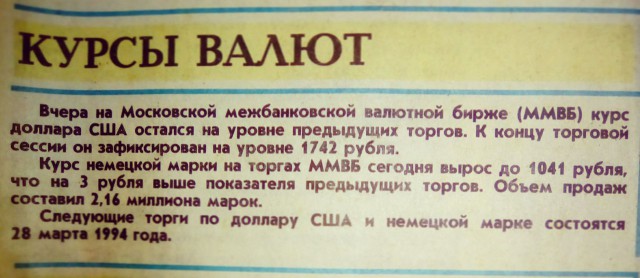 КУРСЫ ВАЛЮТ
Вчера на Московской межбанковской валютной бирже (ММВБ) курс
доллара США остался на уровне предыдущих торгов. К концу торговой
сессии он зафиксирован на уровне 1742 рубля.
Курс немецкой марки на торгах ММВБ сегодня вырос до 1041 рубля,
что на 3 рубля выше показателя предыдущих торгов. Объем продаж
составил 2,16 миллиона марок.
Следующие торги по доллару США и немецкой марке состоятся
28 марта 1994 года.